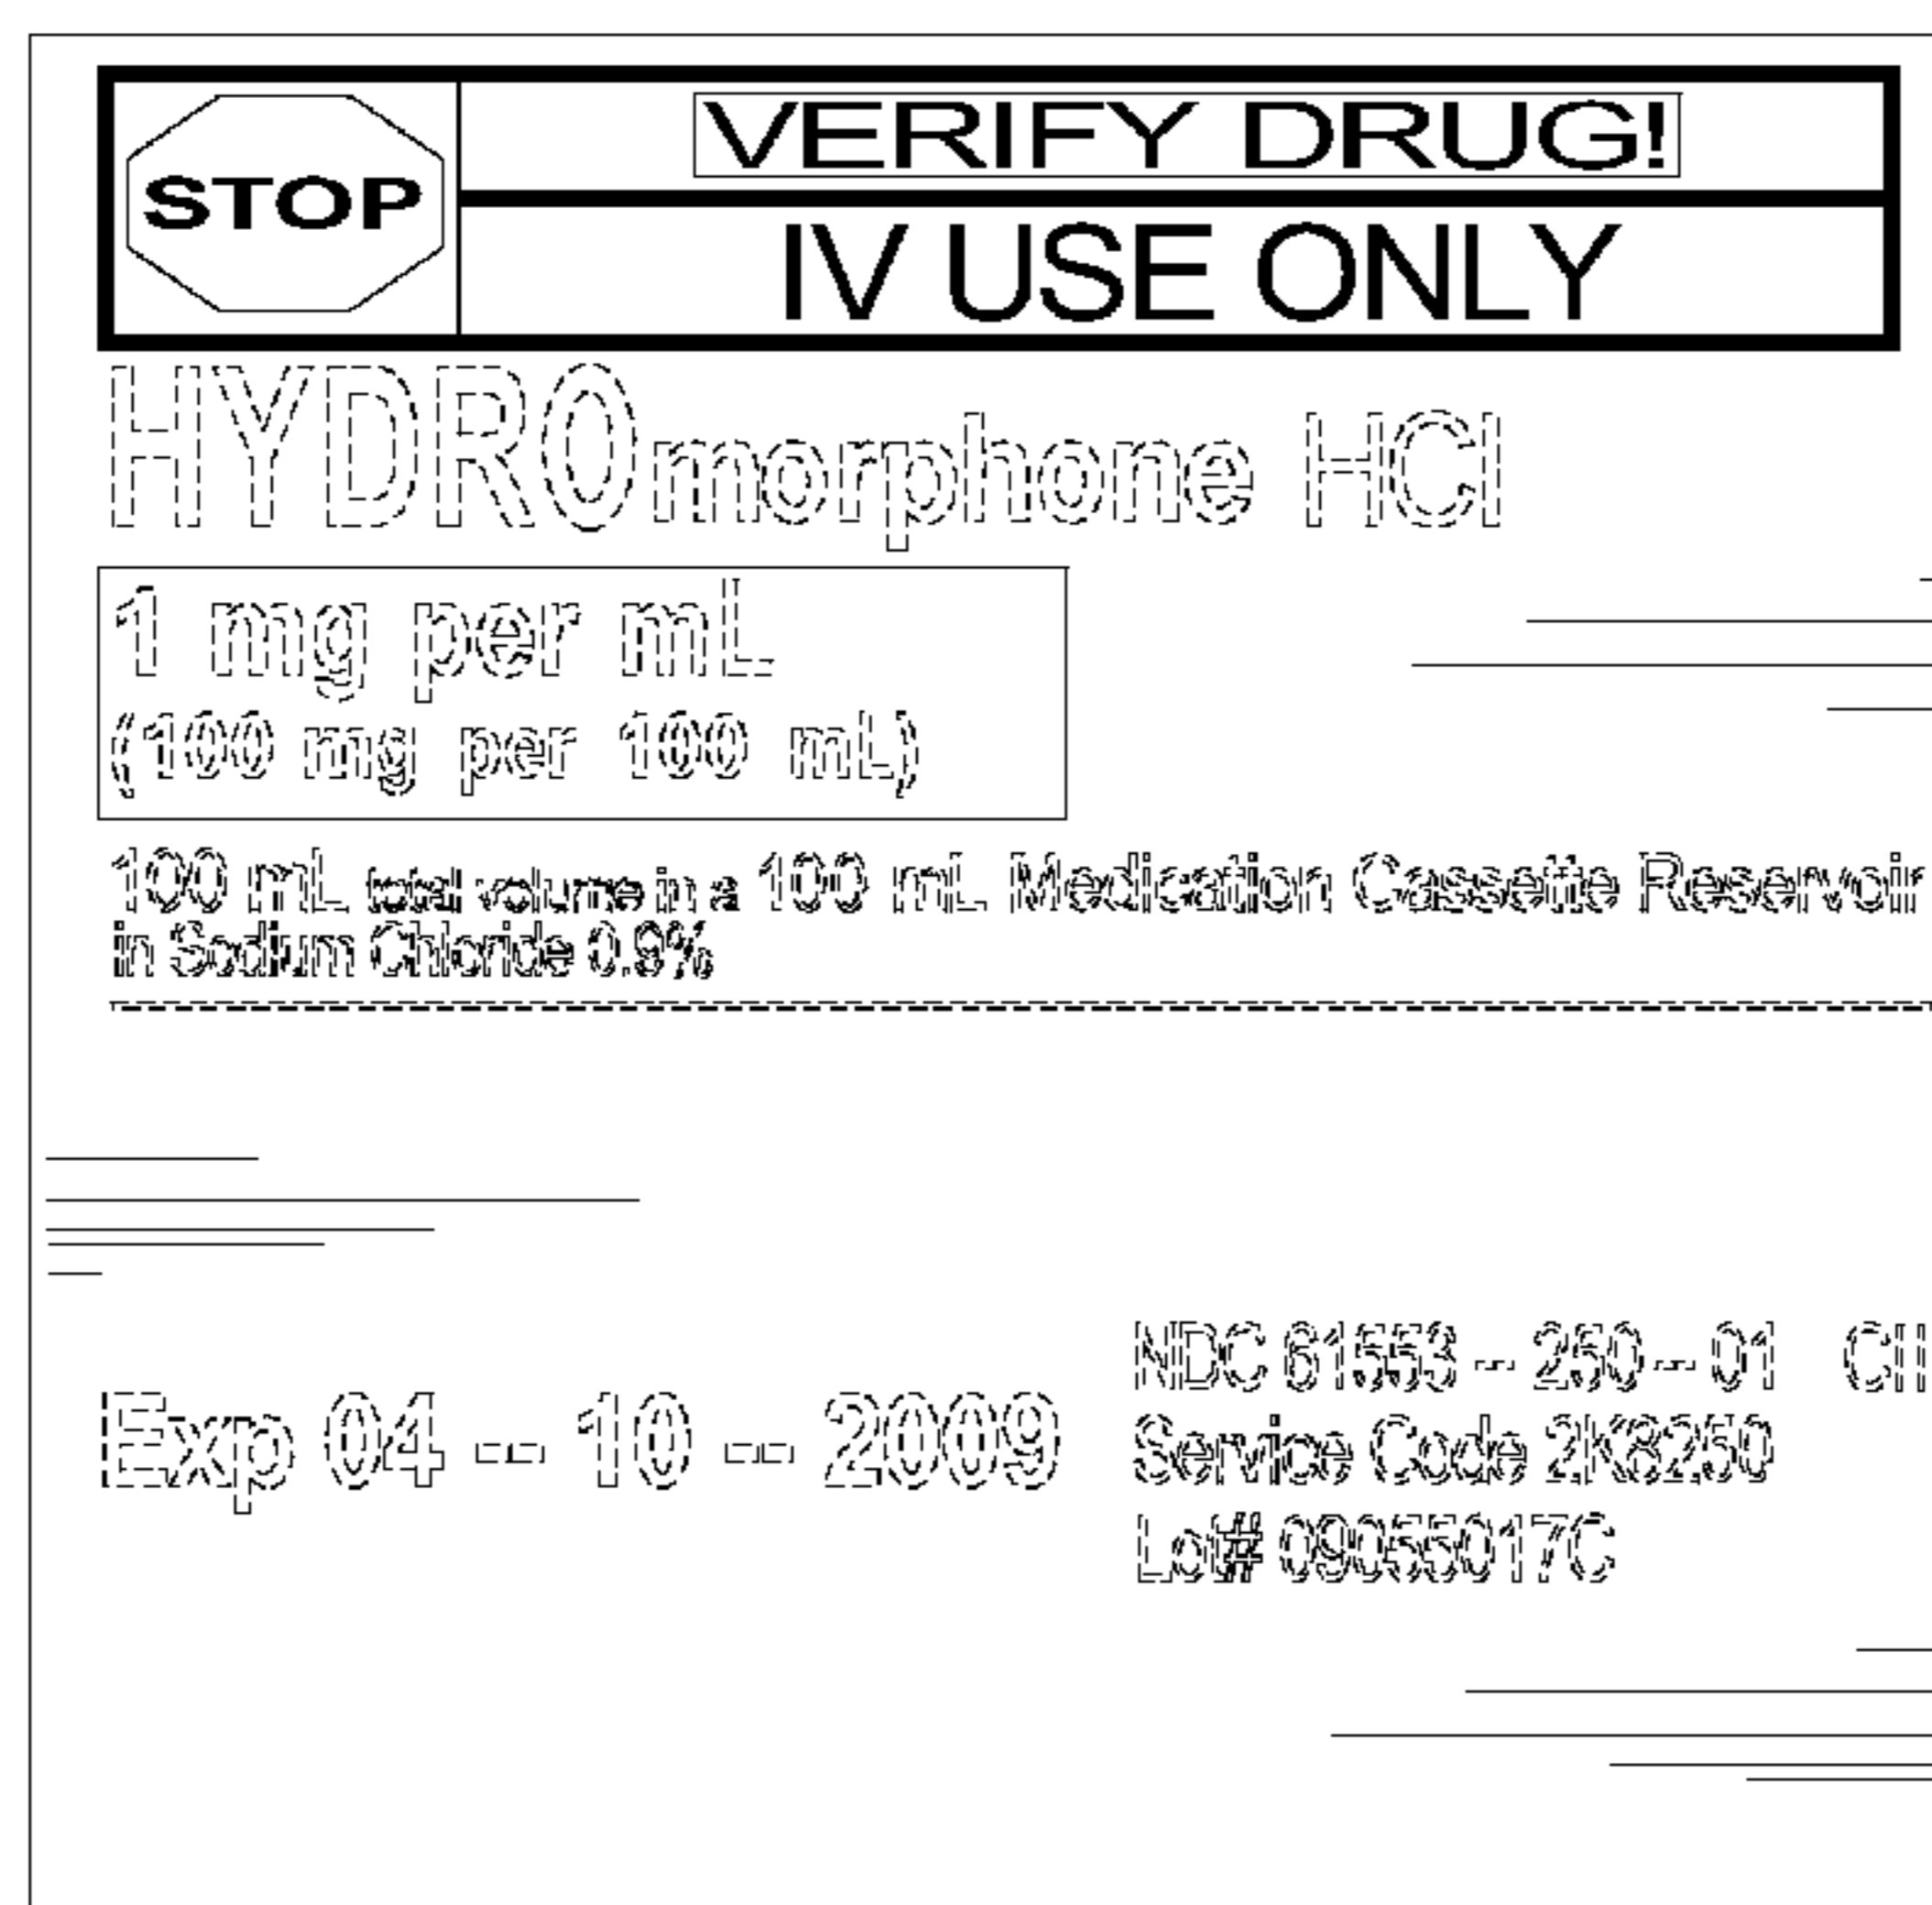 STOP
VERIFY DRUG!
IV USE ONLY
HYDROmorphone HCl
1 mg per mL
(100 mg per 100 mL)
100 mL total volume in a 100 mL Medication Cassette Reservoir
in Sodium Chloride 0.9%
NDC 61553-250-01 CII
Exp 04-10-2009
Service Code 2K8250
Lot# 09055017C